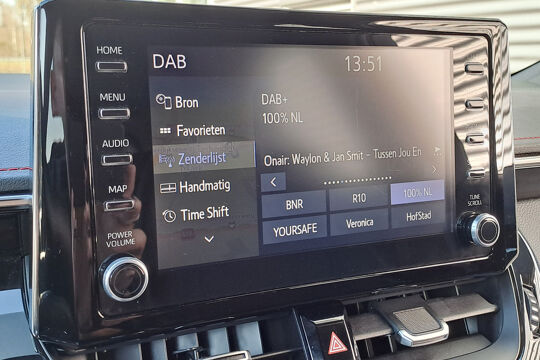 HOME
MENU
AUDIO
MAP
POWER
VOLUME
DAB
13:51
Bron
Favorieten
Zenderlijst
Handmatig
Time Shift
DAB+
100% NL
Onair: Waylon & Jan Smit - Tussen Jou En
BNR
R10
100% NL
YOURSAFE
Veronica
HofStad
TUNE
SCROLL